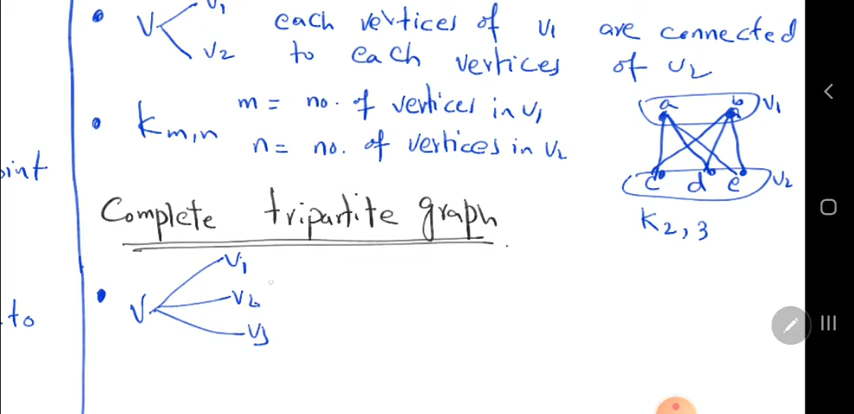 • V V1 each vertices of V1 are connected
V2 to each vertices of V2
• Km,n m = no. of vertices in V1
n = no. of vertices in V2
a b V1
c d e V2
K2,3
oint
Complete tripartite graph.
• V V1
V2
V3
to